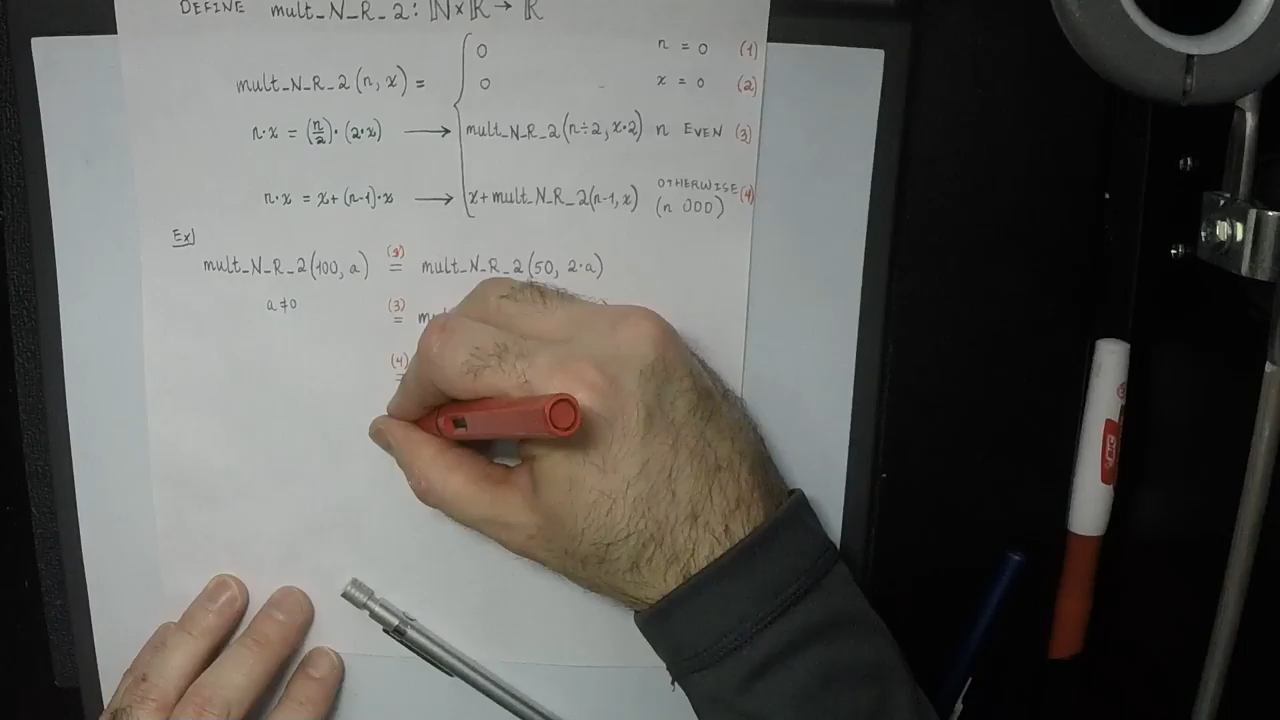 DEFINE mult_N_R_2: ℕ×ℝ → ℝ
mult_N_R_2(n, x) = { 0 n = 0 (1)
0 x = 0 (2)
n·x = (n/2)·(2·x) → mult_N_R_2(n÷2, x·2) n EVEN (3)
n·x = x+(n-1)·x → x+mult_N_R_2(n-1, x) OTHERWISE (n ODD) (4)
Ex)
mult_N_R_2(100, a) (3)= mult_N_R_2(50, 2·a)
a≠0 (3)=
(4)=
BIC